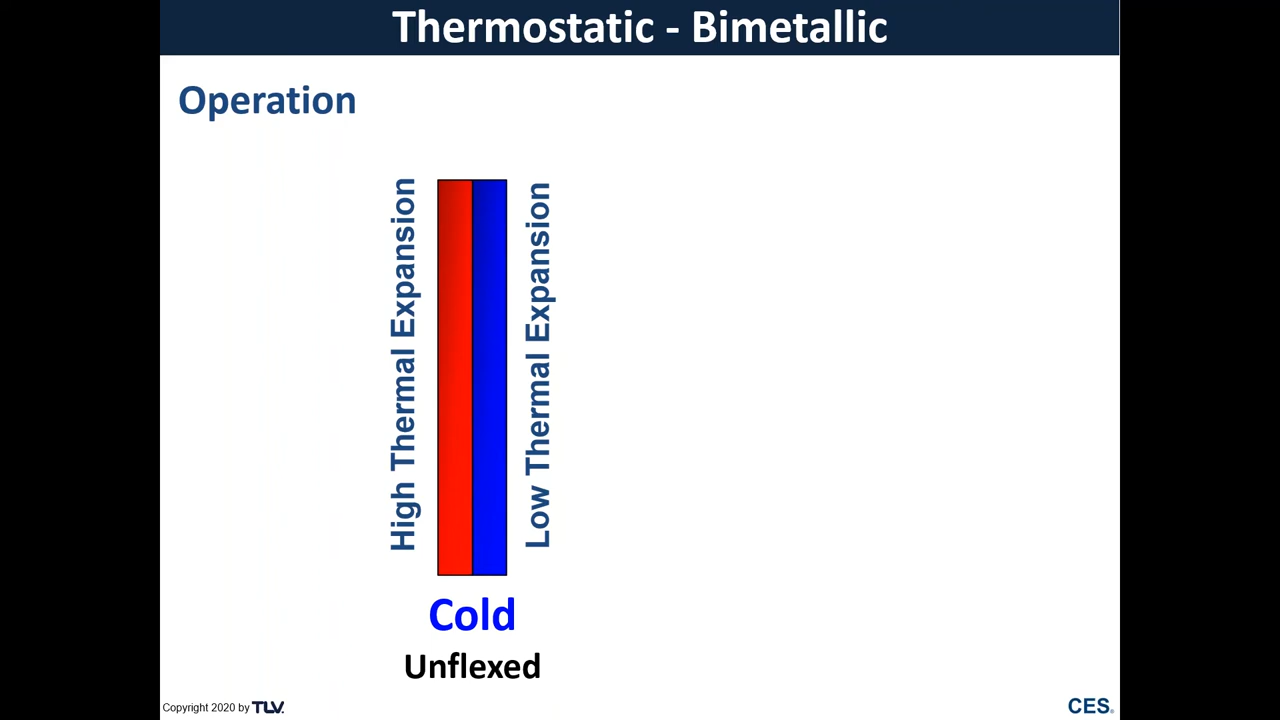 Thermostatic - Bimetallic
Operation
High Thermal Expansion
Low Thermal Expansion
Cold
Unflexed
Copyright 2020 by TLV.
CES®